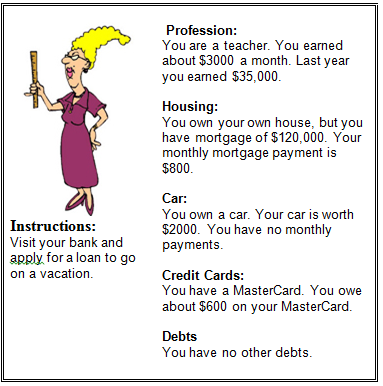 Profession:
You are a teacher. You earned
about $3000 a month. Last year
you earned $35,000.
Housing:
You own your own house, but you
have mortgage of $120,000. Your
monthly mortgage payment is
$800.
Car:
You own a car. Your car is worth
$2000. You have no monthly
payments.
Credit Cards:
You have a MasterCard. You owe
about $600 on your MasterCard.
Debts
You have no other debts.
Instructions:
Visit your bank and
apply for a loan to go
on a vacation.